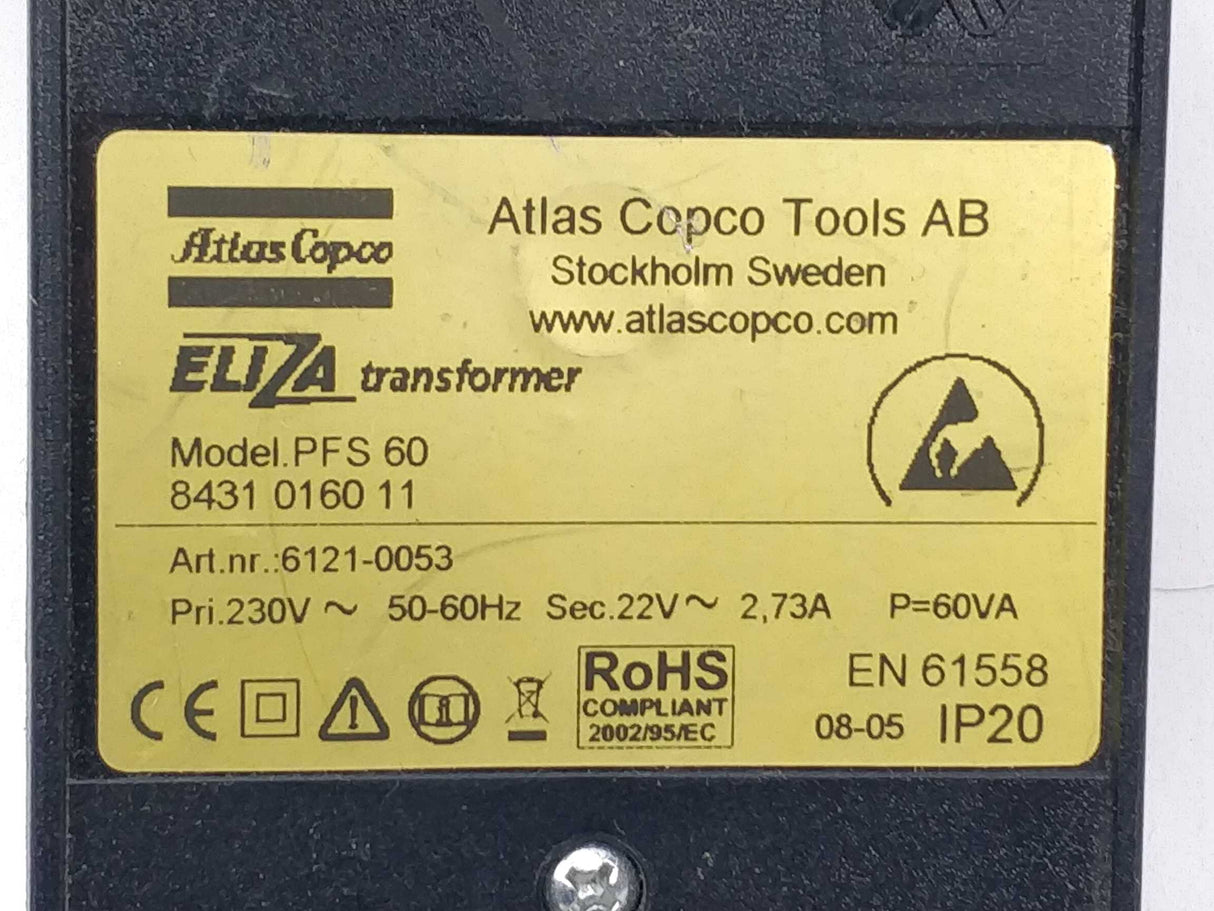 Atlas Copco
Atlas Copco Tools AB
Stockholm Sweden
www.atlascopco.com
ELIZA transformer
Model.PFS 60
8431 0160 11
Art.nr.:6121-0053
Pri.230V ~ 50-60Hz Sec.22V~ 2,73A P=60VA
CE
RoHS
COMPLIANT
2002/95/EC
EN 61558
08-05 IP20